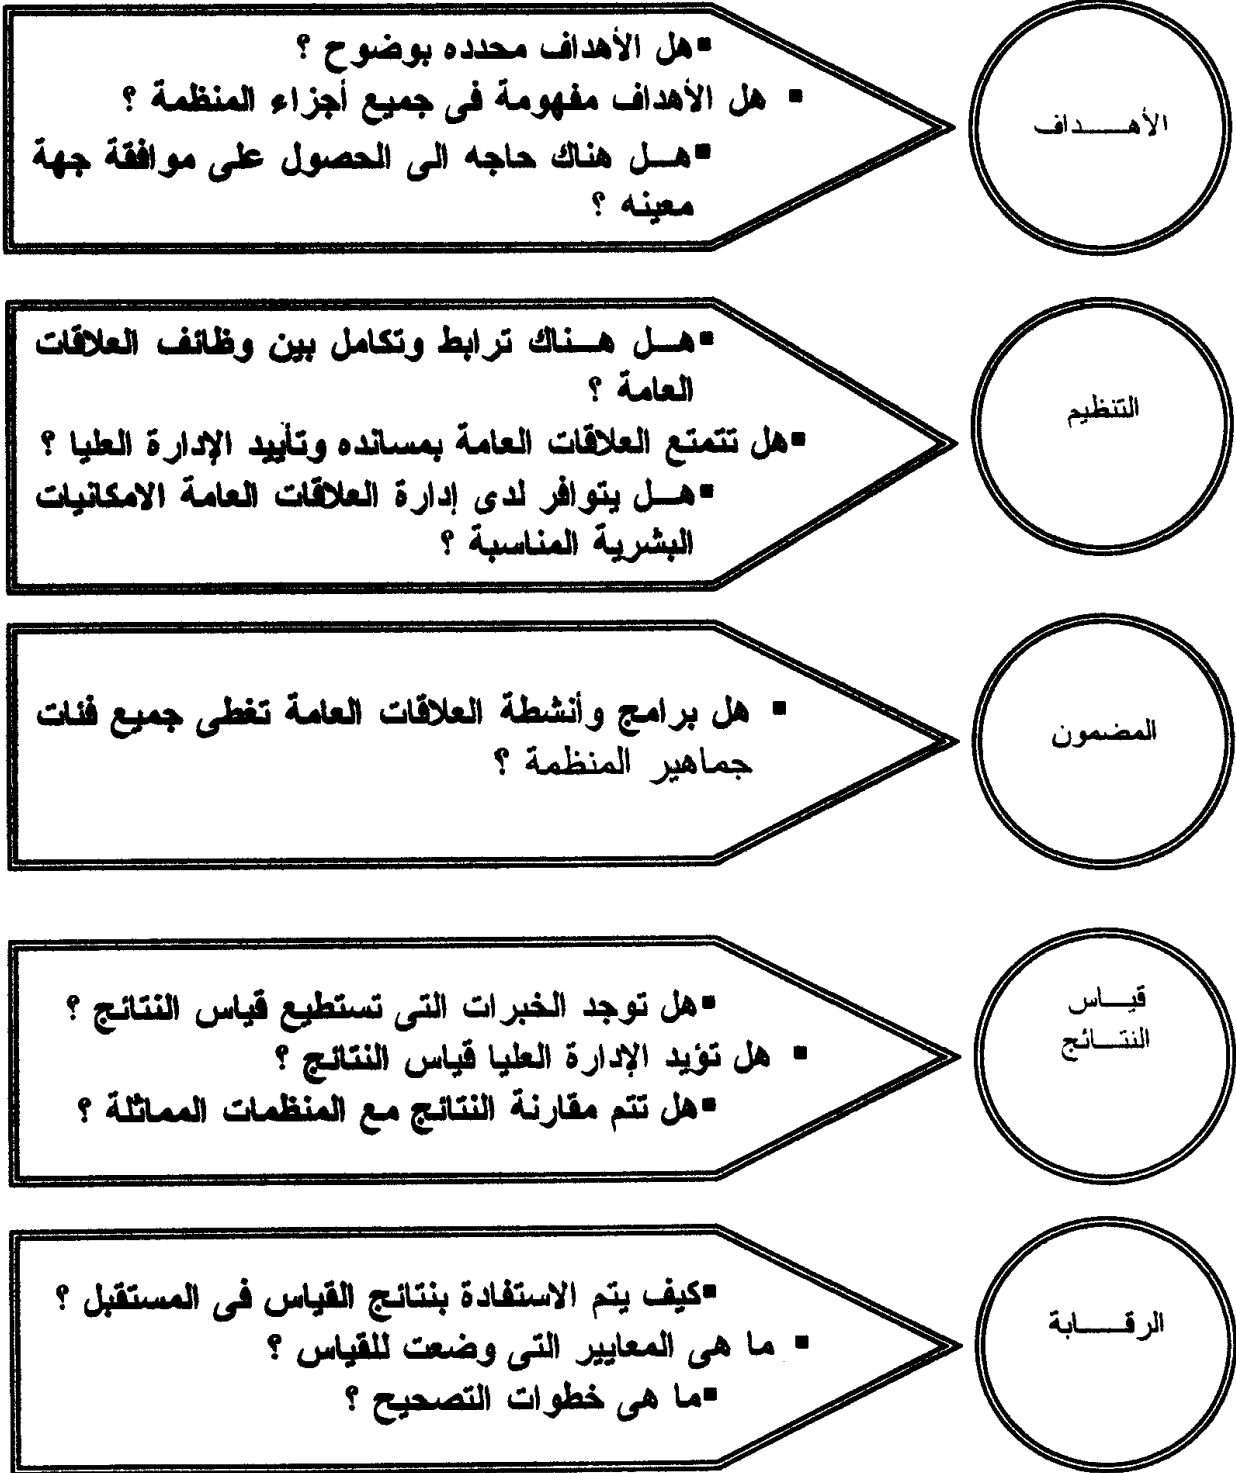 الأهـــداف
▪هل الأهداف محدده بوضوح ؟
▪ هل الأهداف مفهومة فى جميع أجزاء المنظمة ؟
▪هـل هناك حاجه الى الحصول على موافقة جهة
معينه ؟
التنظيم
▪هـل هـناك ترابط وتكامل بين وظائف العلاقات
العامة ؟
▪هل تتمتع العلاقات العامة بمسانده وتأييد الإدارة العليا ؟
▪هـل يتوافر لدى إدارة العلاقات العامة الامكانيات
البشرية المناسبة ؟
المضمون
▪ هل برامج وأنشطة العلاقات العامة تغطى جميع فئات
جماهير المنظمة ؟
قيـاس
النتـائج
▪هل توجد الخبرات التى تستطيع قياس النتائج ؟
▪ هل تؤيد الإدارة العليا قياس النتائج ؟
▪هل تتم مقارنة النتائج مع المنظمات المماثلة ؟
الرقـــابة
▪كيف يتم الاستفادة بنتائج القياس فى المستقبل ؟
▪ ما هى المعايير التى وضعت للقياس ؟
▪ما هى خطوات التصحيح ؟